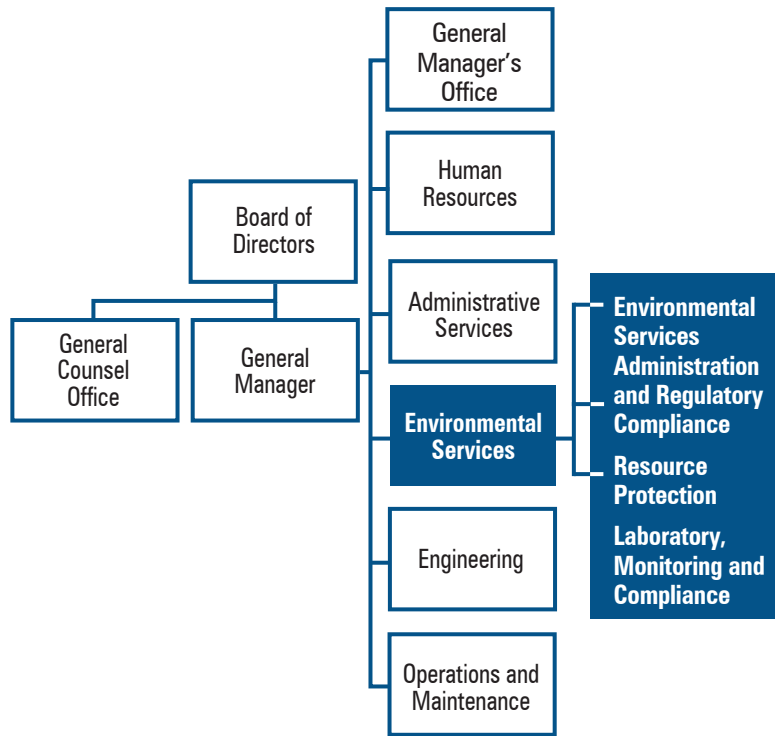 General
Manager's
Office
Human
Resources
Board of
Directors
Administrative
Services
General
Counsel
Office
General
Manager
Environmental
Services
Environmental
Services
Administration
and Regulatory
Compliance
Resource
Protection
Laboratory,
Monitoring and
Compliance
Engineering
Operations and
Maintenance